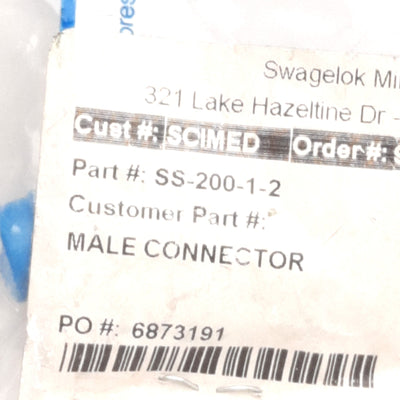 Swagelok
321 Lake Hazeltine Dr -
Cust #: SCIMED Order #:
Part #: SS-200-1-2
Customer Part #:
MALE CONNECTOR
PO #: 6873191